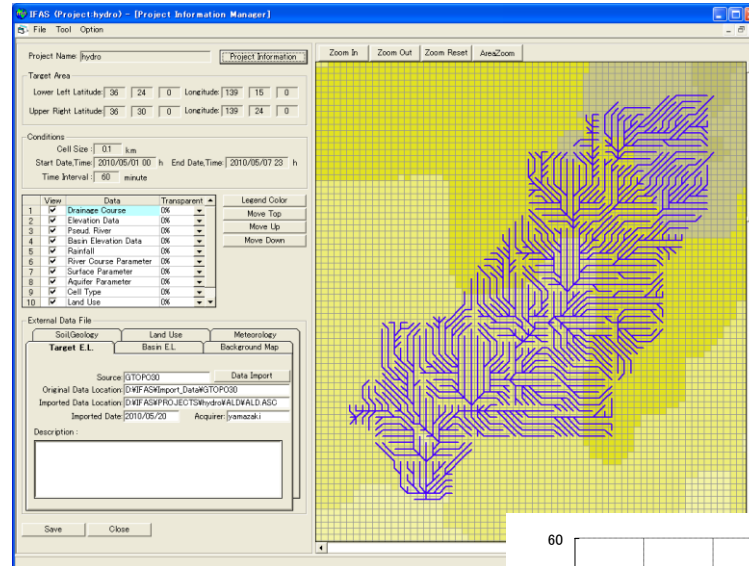 IFAS (Project:hydro) - [Project Information Manager]
File Tool Option
Project Name: hydro Project Information
Target Area
Lower Left Latitude: 36 24 0 Longitude: 139 15 0
Upper Right Latitude: 36 30 0 Longitude: 139 24 0
Conditions
Cell Size : 0.1 km
Start Date,Time: 2010/05/01 00 h End Date,Time: 2010/05/07 23 h
Time Interval : 60 minute
View Data Transparent
1 Drainage Course 0%
2 Elevation Data 0%
3 Pseud. River 0%
4 Basin Elevation Data 0%
5 Rainfall 0%
6 River Course Parameter 0%
7 Surface Parameter 0%
8 Aquifer Parameter 0%
9 Cell Type 0%
10 Land Use 0%
Legend Color
Move Top
Move Up
Move Down
External Data File
Soil,Geology Land Use Meteorology
Target E.L. Basin E.L Background Map
Source: GTOPO30 Data Import
Original Data Location: D:¥IFAS¥Import_Data¥GTOPO30
Imported Data Location: D:¥IFAS¥PROJECTS¥hydro¥ALD¥ALD.ASC
Imported Date: 2010/05/20 Acquirer: yamazaki
Description :
Save Close
Zoom In Zoom Out Zoom Reset AreaZoom
60